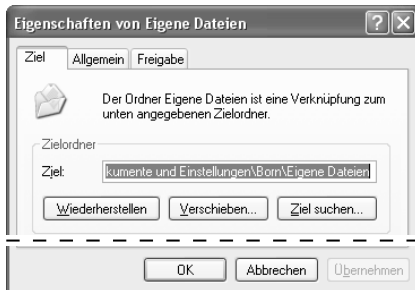 Eigenschaften von Eigene Dateien
Ziel Allgemein Freigabe
Der Ordner Eigene Dateien ist eine Verknüpfung zum
unten angegebenen Zielordner.
Zielordner
Ziel: kumente und Einstellungen\Born\Eigene Dateien
Wiederherstellen Verschieben... Ziel suchen...
OK Abbrechen Übernehmen